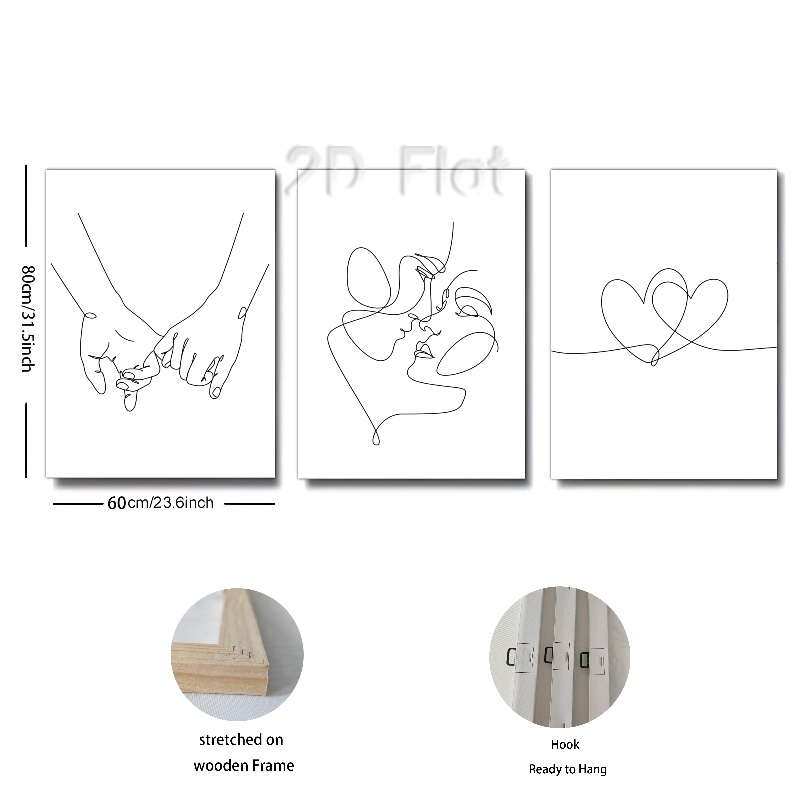 2D Flat
80cm/31.5inch
60cm/23.6inch
stretched on
wooden Frame
Hook
Ready to Hang